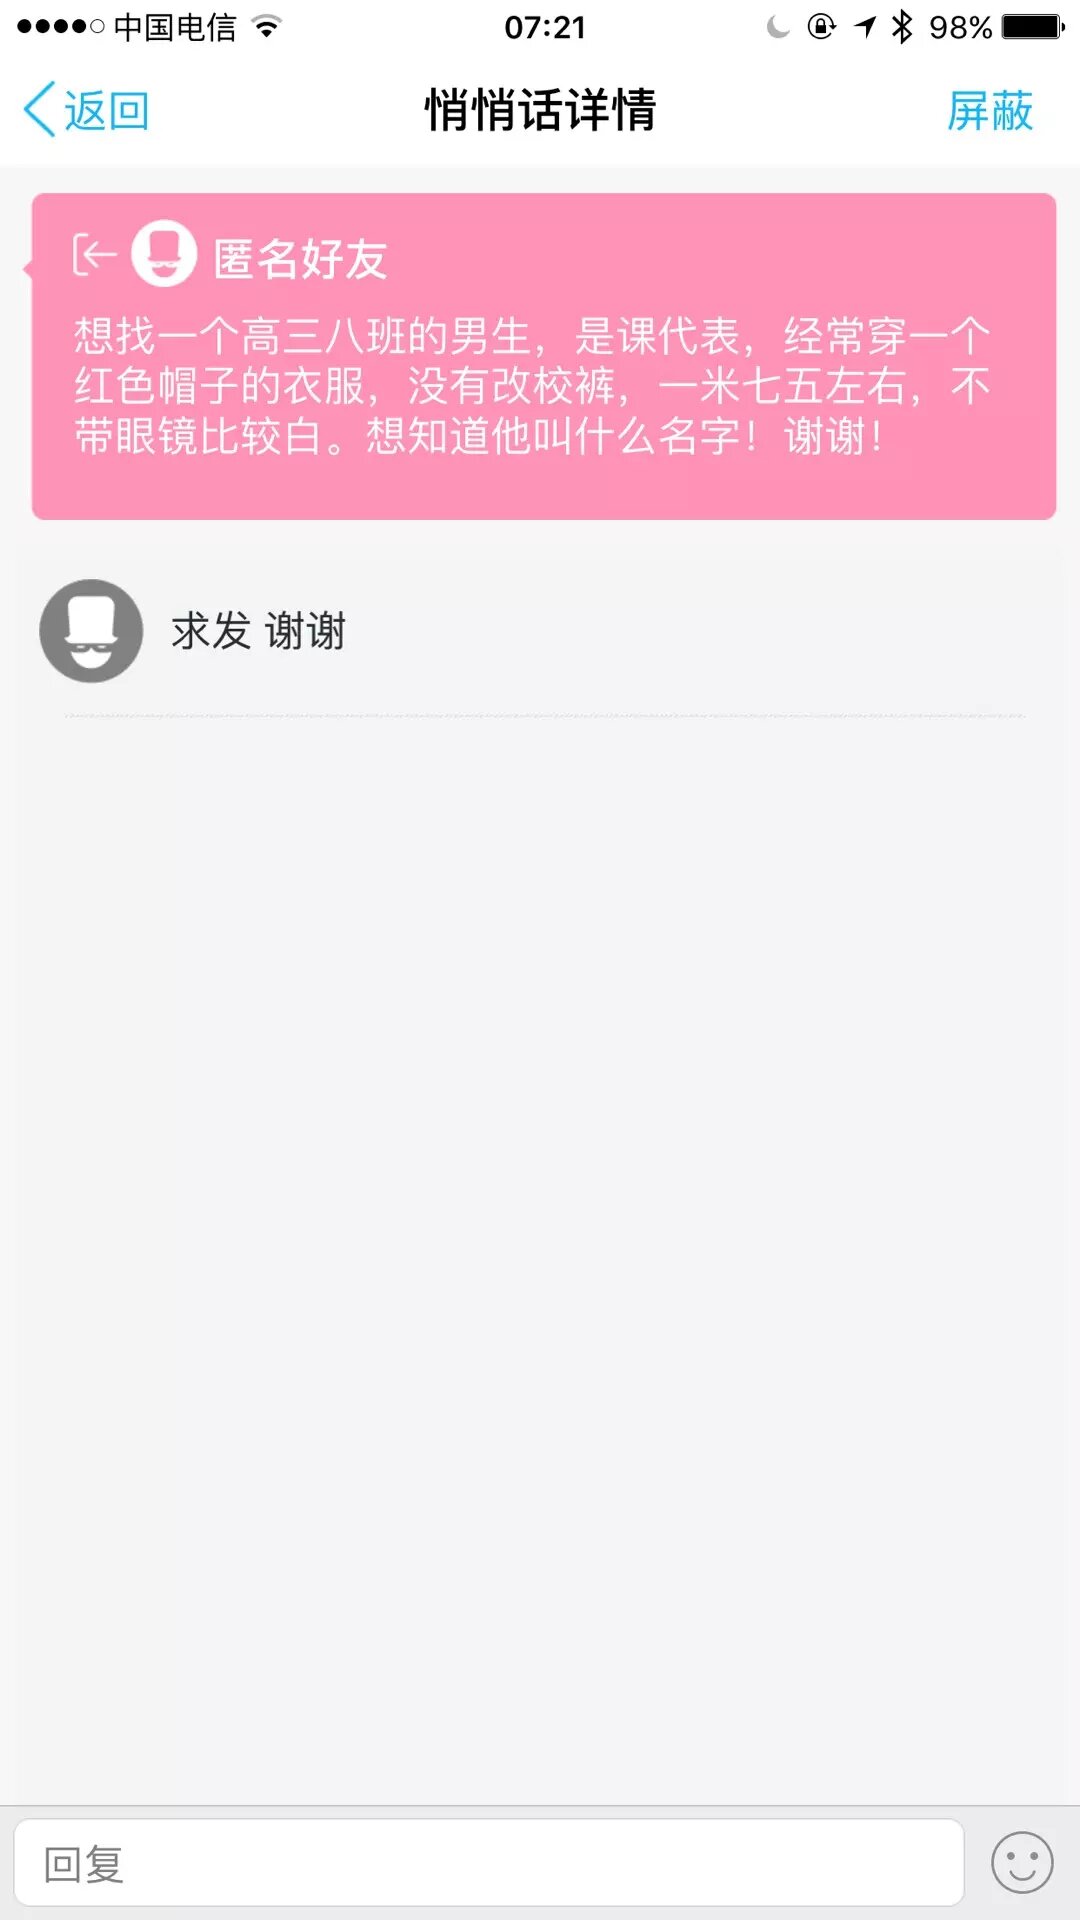 中国电信
07:21
98%
返回
悄悄话详情
屏蔽
匿名好友
想找一个高三八班的男生，是课代表，经常穿一个
红色帽子的衣服，没有改校裤，一米七五左右，不
带眼镜比较白。想知道他叫什么名字！谢谢！
求发 谢谢
回复